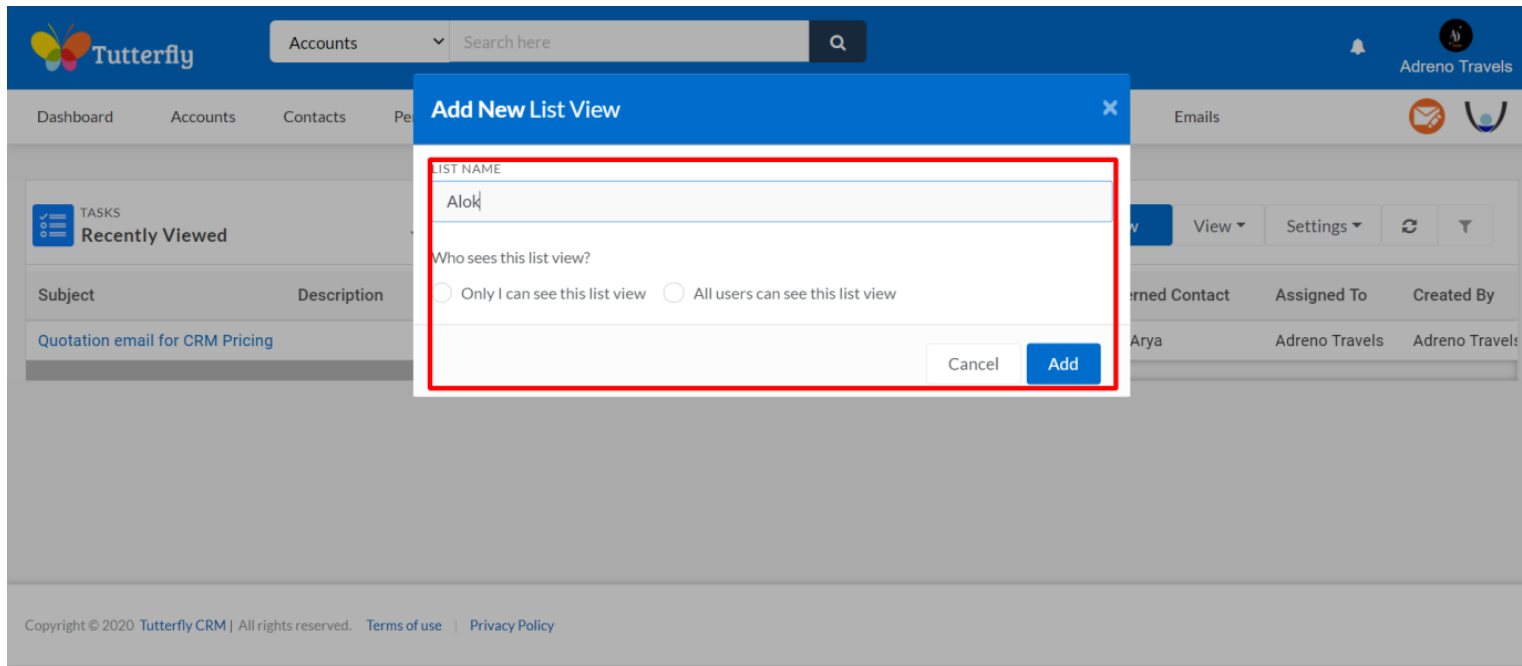 Tutterfly
Accounts
Search here
Adreno Travels
Dashboard Accounts Contacts Emails
Add New List View
LIST NAME
Alok
Who sees this list view?
Only I can see this list view All users can see this list view
Cancel Add
TASKS
Recently Viewed
View Settings
Subject Description Contact Assigned To Created By
Quotation email for CRM Pricing Arya Adreno Travels Adreno Travels
Copyright © 2020 Tutterfly CRM | All rights reserved. Terms of use | Privacy Policy